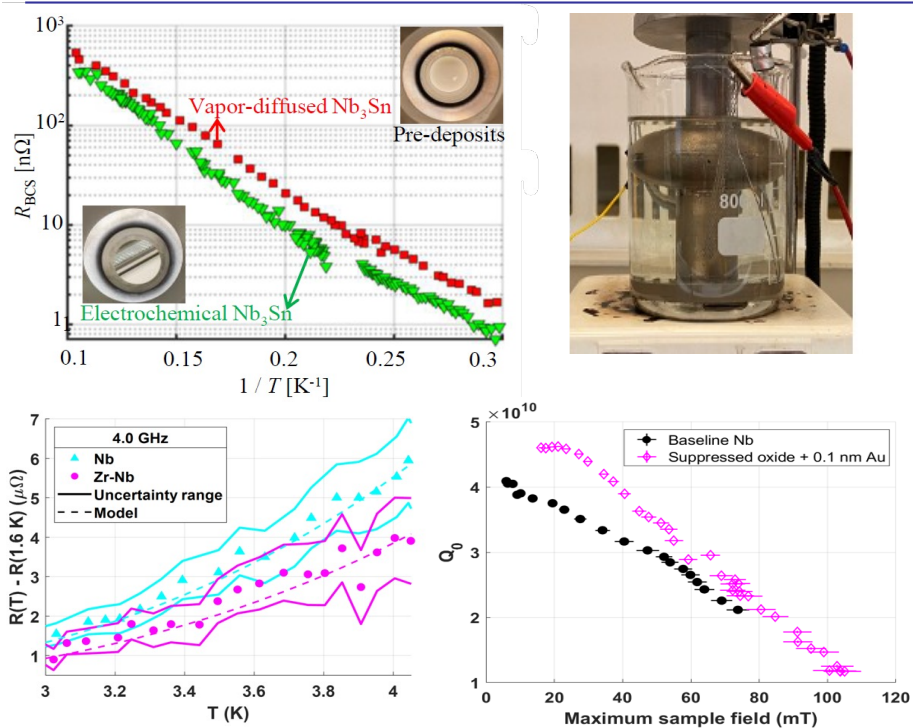 10³
10²
10
1
R_BCS [nΩ]
Vapor-diffused Nb₃Sn
Pre-deposits
Electrochemical Nb₃Sn
0.1 0.15 0.2 0.25 0.3
1 / T [K⁻¹]
800
7
6
5
4
3
2
1
R(T) - R(1.6 K) (μΩ)
4.0 GHz
Nb
Zr-Nb
Uncertainty range
Model
3 3.2 3.4 3.6 3.8 4
T (K)
×10¹⁰
5
4
3
2
1
Q₀
Baseline Nb
Suppressed oxide + 0.1 nm Au
0 20 40 60 80 100 120
Maximum sample field (mT)